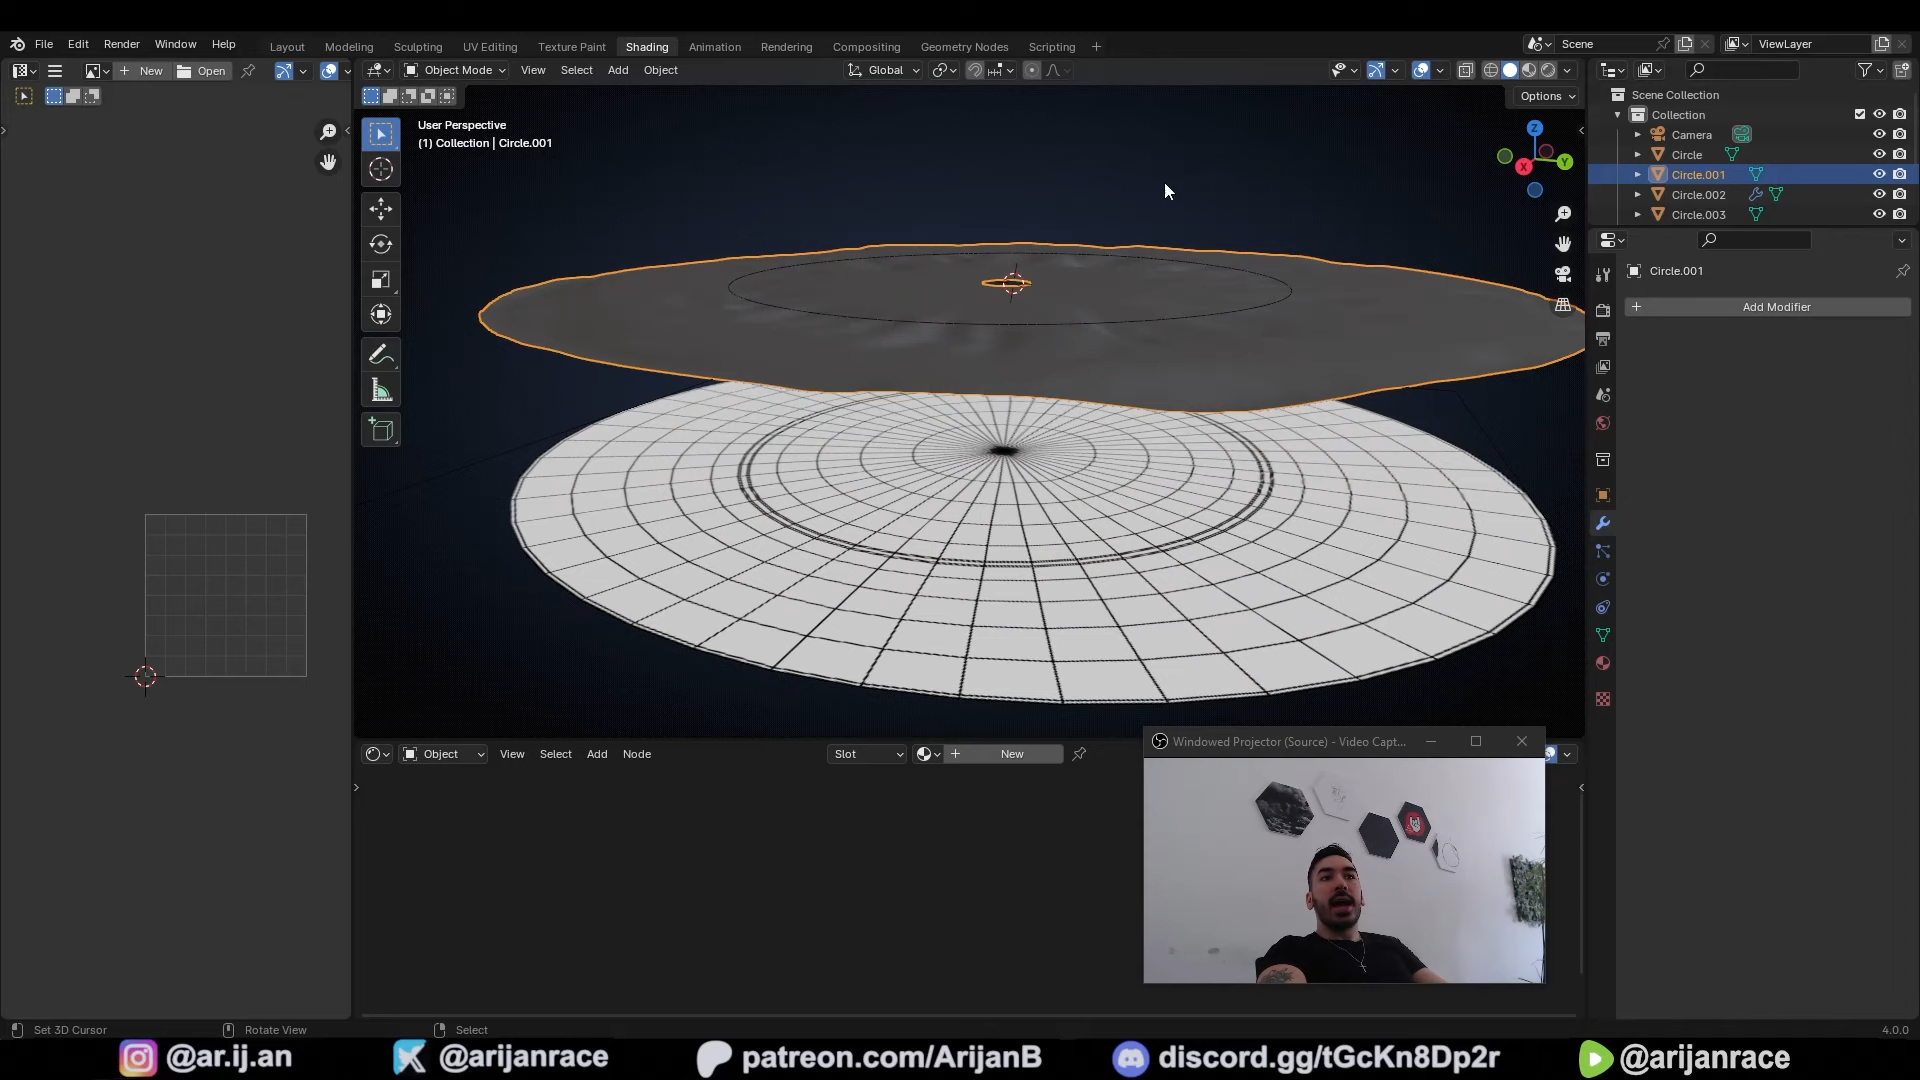 File Edit Render Window Help Layout Modeling Sculpting UV Editing Texture Paint Shading Animation Rendering Compositing Geometry Nodes Scripting Scene ViewLayer
New Open Object Mode View Select Add Object Global
Options
User Perspective
(1) Collection | Circle.001
Z
X
Y
Scene Collection
Collection
Camera
Circle
Circle.001
Circle.002
Circle.003
Circle.001
Add Modifier
Object View Select Add Node Slot New
Windowed Projector (Source) - Video Capt...
Set 3D Cursor Rotate View Select 4.0.0
@ar.ij.an @arijanrace patreon.com/ArijanB discord.gg/tGcKn8Dp2r @arijanrace